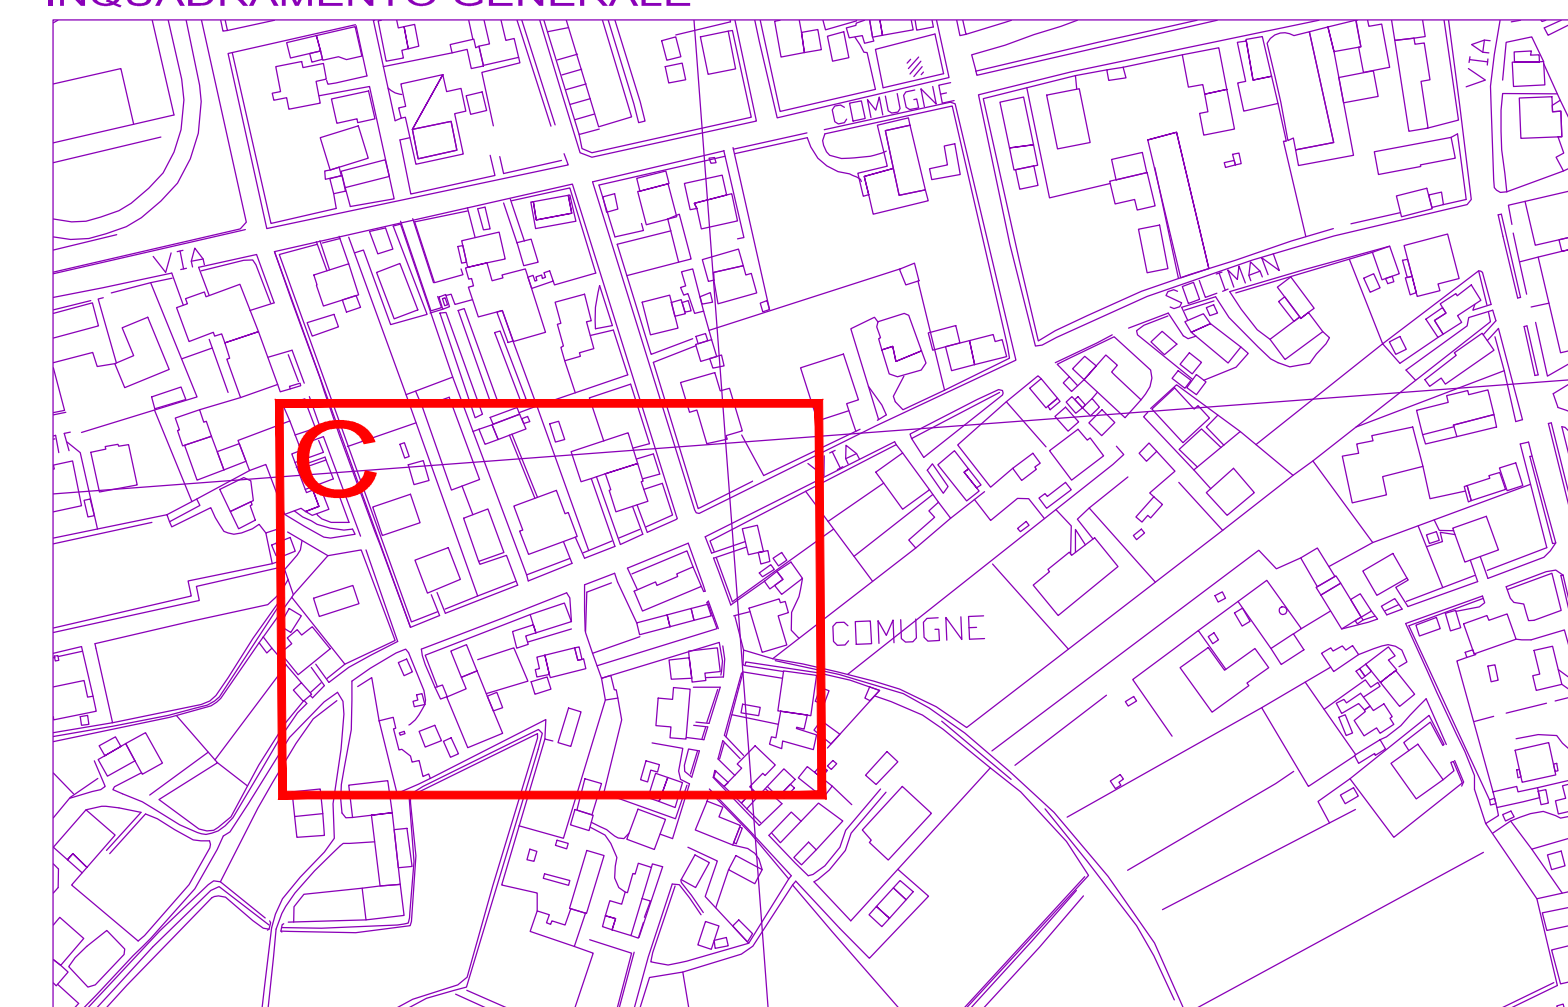 INQUADRAMENTO GENERALE
VIA
COMUGNE
VIA
SOLIMAN
C
VIA
COMUGNE